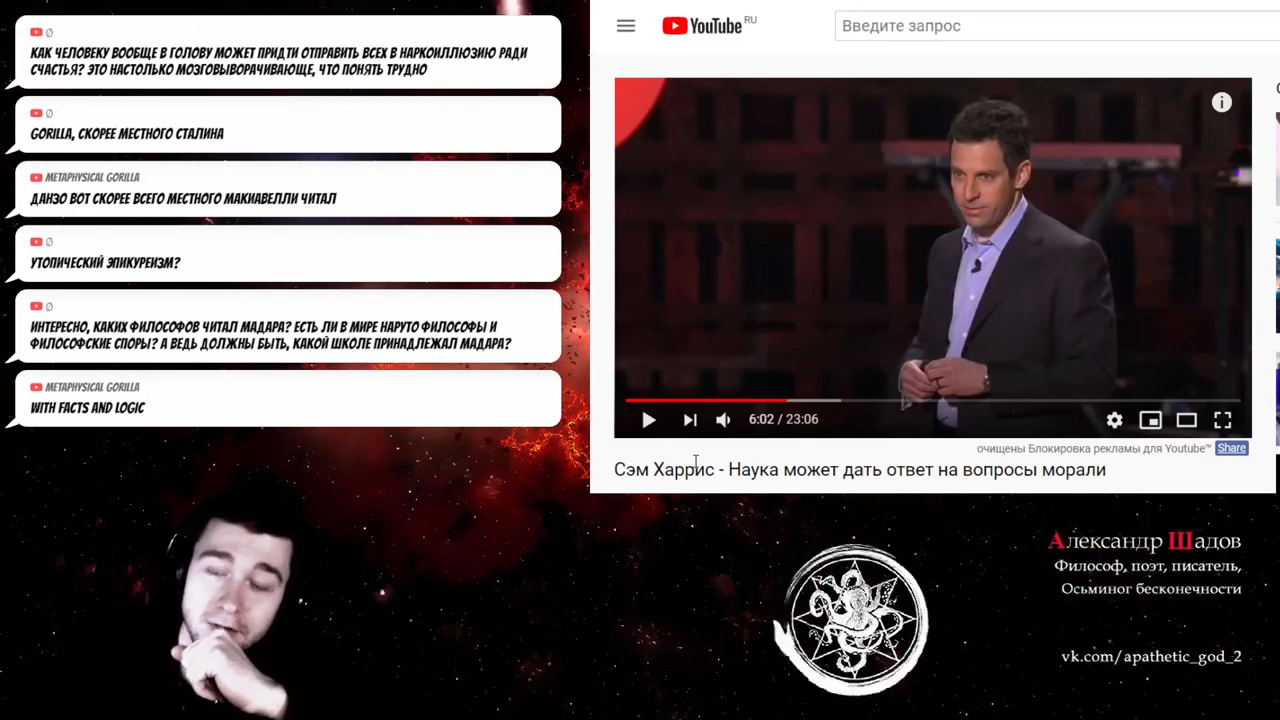 Ø
КАК ЧЕЛОВЕКУ ВООБЩЕ В ГОЛОВУ МОЖЕТ ПРИДТИ ОТПРАВИТЬ ВСЕХ В НАРКОИЛЛЮЗИЮ РАДИ
СЧАСТЬЯ? ЭТО НАСТОЛЬКО МОЗГОВЫВОРАЧИВАЮЩЕ, ЧТО ПОНЯТЬ ТРУДНО
Ø
GORILLA, СКОРЕЕ МЕСТНОГО СТАЛИНА
METAPHYSICAL GORILLA
ДАНЗО ВОТ СКОРЕЕ ВСЕГО МЕСТНОГО МАКИАВЕЛЛИ ЧИТАЛ
Ø
УТОПИЧЕСКИЙ ЭПИКУРЕИЗМ?
Ø
ИНТЕРЕСНО, КАКИХ ФИЛОСОФОВ ЧИТАЛ МАДАРА? ЕСТЬ ЛИ В МИРЕ НАРУТО ФИЛОСОФЫ И
ФИЛОСОФСКИЕ СПОРЫ? А ВЕДЬ ДОЛЖНЫ БЫТЬ, КАКОЙ ШКОЛЕ ПРИНАДЛЕЖАЛ МАДАРА?
METAPHYSICAL GORILLA
WITH FACTS AND LOGIC
YouTube RU
Введите запрос
6:02 / 23:06
очищены Блокировка рекламы для Youtube™ Share
Сэм Харрис - Наука может дать ответ на вопросы морали
Александр Шадов
Философ, поэт, писатель,
Осьминог бесконечности
vk.com/apathetic_god_2